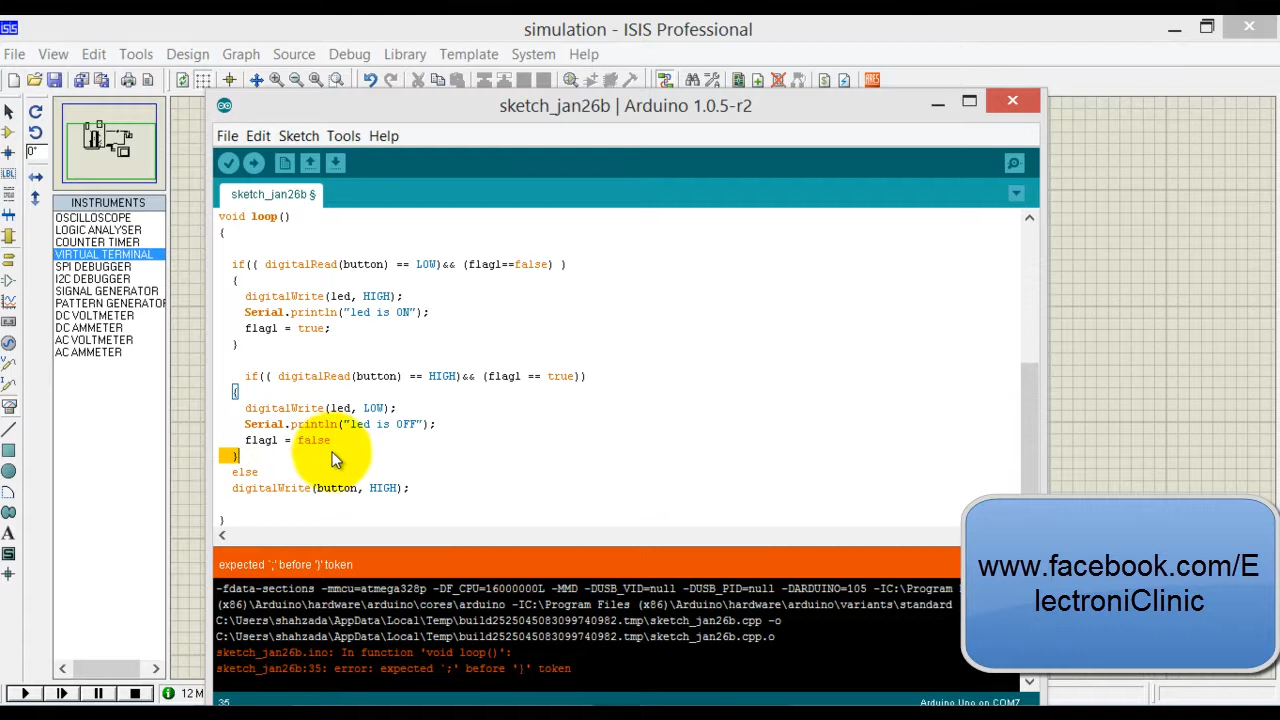 simulation - ISIS Professional
File View Edit Tools Design Graph Source Debug Library Template System Help
sketch_jan26b | Arduino 1.0.5-r2
File Edit Sketch Tools Help
sketch_jan26b §
0°
LBL
INSTRUMENTS
OSCILLOSCOPE
LOGIC ANALYSER
COUNTER TIMER
VIRTUAL TERMINAL
SPI DEBUGGER
I2C DEBUGGER
SIGNAL GENERATOR
PATTERN GENERATOR
DC VOLTMETER
DC AMMETER
AC VOLTMETER
AC AMMETER
void loop()
{
if(( digitalRead(button) == LOW)&& (flag1==false) )
{
digitalWrite(led, HIGH);
Serial.println("led is ON");
flag1 = true;
}
if(( digitalRead(button) == HIGH)&& (flag1 == true))
{
digitalWrite(led, LOW);
Serial.println("led is OFF");
flag1 = false
}
else
digitalWrite(button, HIGH);
}
expected `;' before '}' token
-fdata-sections -mmcu=atmega328p -DF_CPU=16000000L -MMD -DUSB_VID=null -DUSB_PID=null -DARDUINO=105 -IC:\Program
(x86)\Arduino\hardware\arduino\cores\arduino -IC:\Program Files (x86)\Arduino\hardware\arduino\variants\standard
C:\Users\shahzada\AppData\Local\Temp\build2525045083099740982.tmp\sketch_jan26b.cpp -o
C:\Users\shahzada\AppData\Local\Temp\build2525045083099740982.tmp\sketch_jan26b.cpp.o
sketch_jan26b.ino: In function 'void loop()':
sketch_jan26b:35: error: expected `;' before '}' token
35
Arduino Uno on COM7
12 M
www.facebook.com/E
lectroniClinic